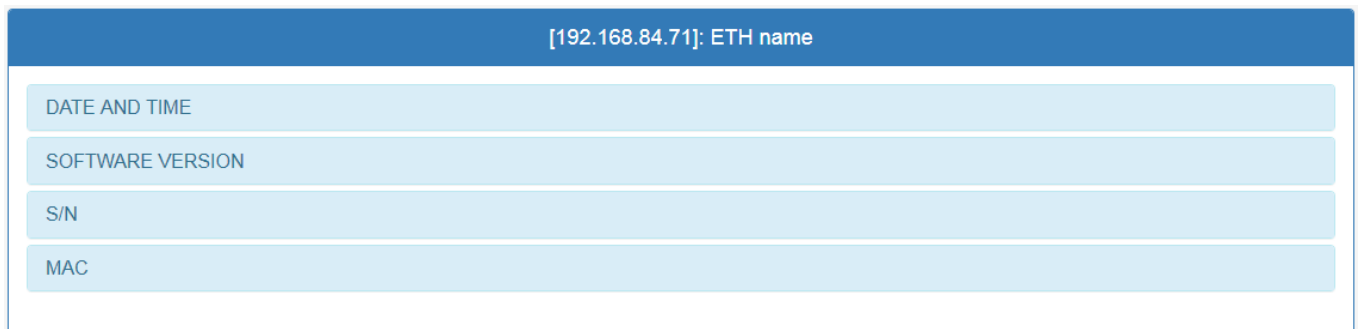 [192.168.84.71]: ETH name
DATE AND TIME
SOFTWARE VERSION
S/N
MAC